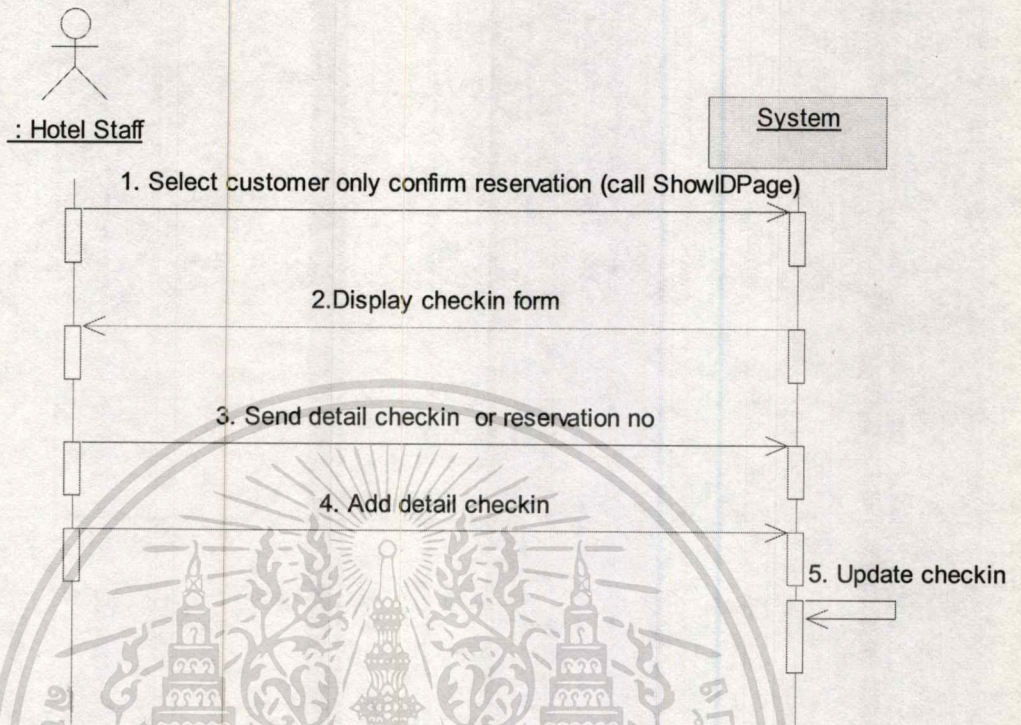 : Hotel Staff
System
1. Select customer only confirm reservation (call ShowIDPage)
2.Display checkin form
3. Send detail checkin or reservation no
4. Add detail checkin
5. Update checkin